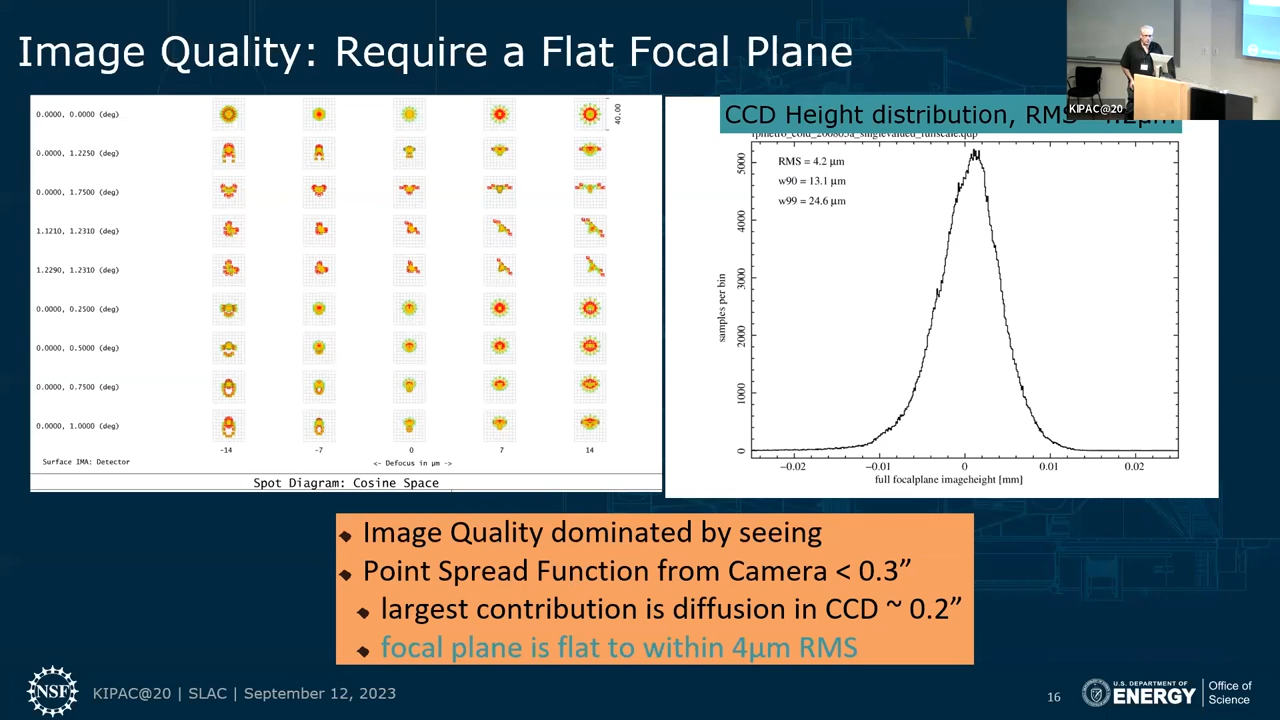 Image Quality: Require a Flat Focal Plane
KIPAC@20
0.0000, 0.0000 (deg)
0.0000, 1.2250 (deg)
0.0000, 1.7500 (deg)
1.1210, 1.2310 (deg)
1.2290, 1.2310 (deg)
0.0000, 0.2500 (deg)
0.0000, 0.5000 (deg)
0.0000, 0.7500 (deg)
0.0000, 1.0000 (deg)
40.00
-14 -7 0 7 14
Surface IMA: Detector
<- Defocus in μm ->
Spot Diagram: Cosine Space
CCD Height distribution, RMS
RMS = 4.2 μm
w90 = 13.1 μm
w99 = 24.6 μm
samples per bin
5000
4000
3000
2000
1000
0
−0.02 −0.01 0 0.01 0.02
full focalplane imageheight [mm]
Image Quality dominated by seeing
Point Spread Function from Camera < 0.3”
largest contribution is diffusion in CCD ~ 0.2”
focal plane is flat to within 4μm RMS
NSF
KIPAC@20 | SLAC | September 12, 2023
16
U.S. DEPARTMENT OF
ENERGY
Office of
Science